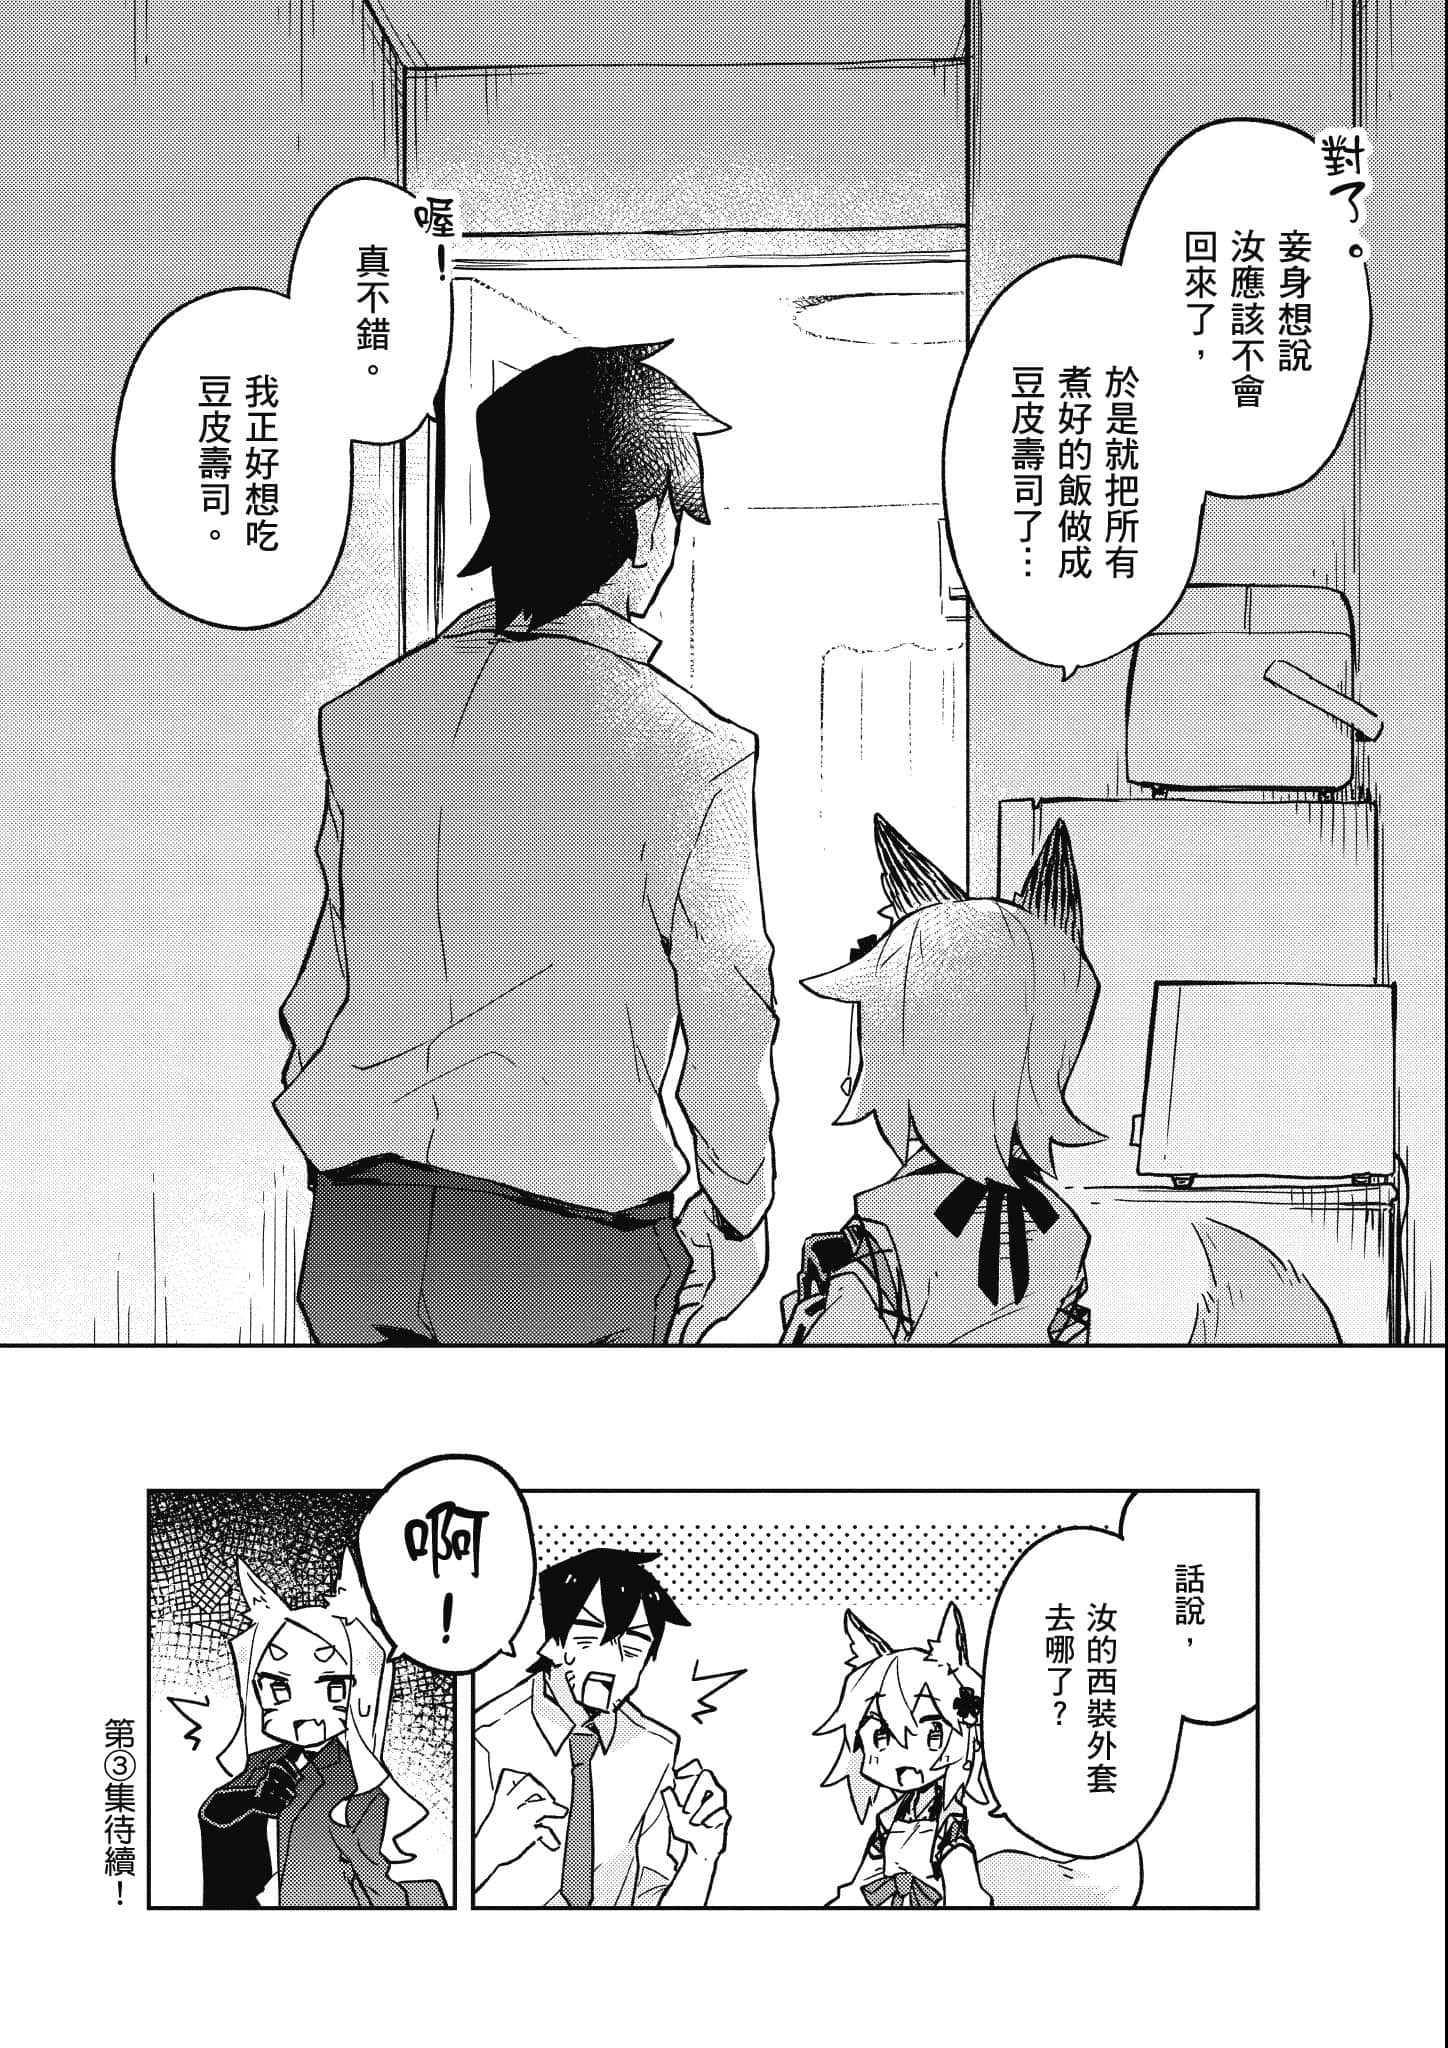 對了。
妾身想說
汝應該不會
回來了，
於是就把所有
煮好的飯做成
豆皮壽司了…
喔！
真不錯。
我正好想吃
豆皮壽司。
話說，
汝的西裝外套
去哪了？
啊！
第③集待續！